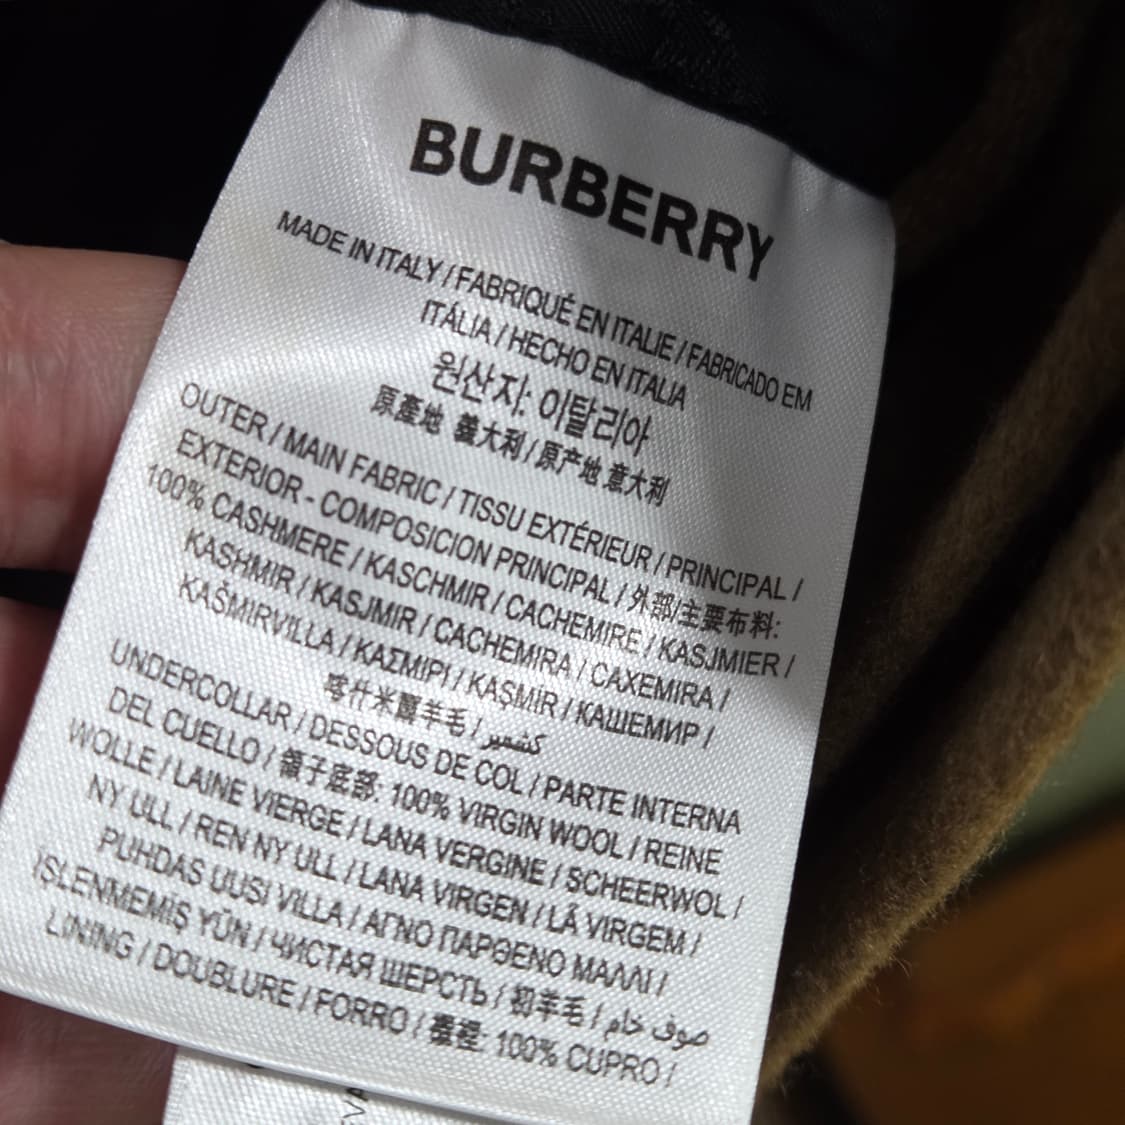 BURBERRY
MADE IN ITALY / FABRIQUÉ EN ITALIE / FABRICADO EM
ITÁLIA / HECHO EN ITALIA
원산지: 이탈리아
原產地 義大利 / 原产地 意大利
OUTER / MAIN FABRIC / TISSU EXTÉRIEUR / PRINCIPAL /
EXTERIOR - COMPOSICION PRINCIPAL / 外部/主要布料:
100% CASHMERE / KASCHMIR / CACHEMIRE / KASJMIER /
KASHMIR / KASJMIR / CACHEMIRA / CAXEMIRA /
KAŠMIRVILLA / ΚΑΣΜΙΡΙ / KAŞMİR / КАШЕМИР /
喀什米爾羊毛 / كشمير
UNDERCOLLAR / DESSOUS DE COL / PARTE INTERNA
DEL CUELLO / 領子底部: 100% VIRGIN WOOL / REINE
WOLLE / LAINE VIERGE / LANA VERGINE / SCHEERWOL /
NY ULL / REN NY ULL / LANA VIRGEN / LÃ VIRGEM /
PUHDAS UUSI VILLA / ΑΓΝΟ ΠΑΡΘΕΝΟ ΜΑΛΛΙ /
İŞLENMEMİŞ YÜN / ЧИСТАЯ ШЕРСТЬ / 初羊毛 / صوف خام
LINING / DOUBLURE / FORRO / 裡: 100% CUPRO /